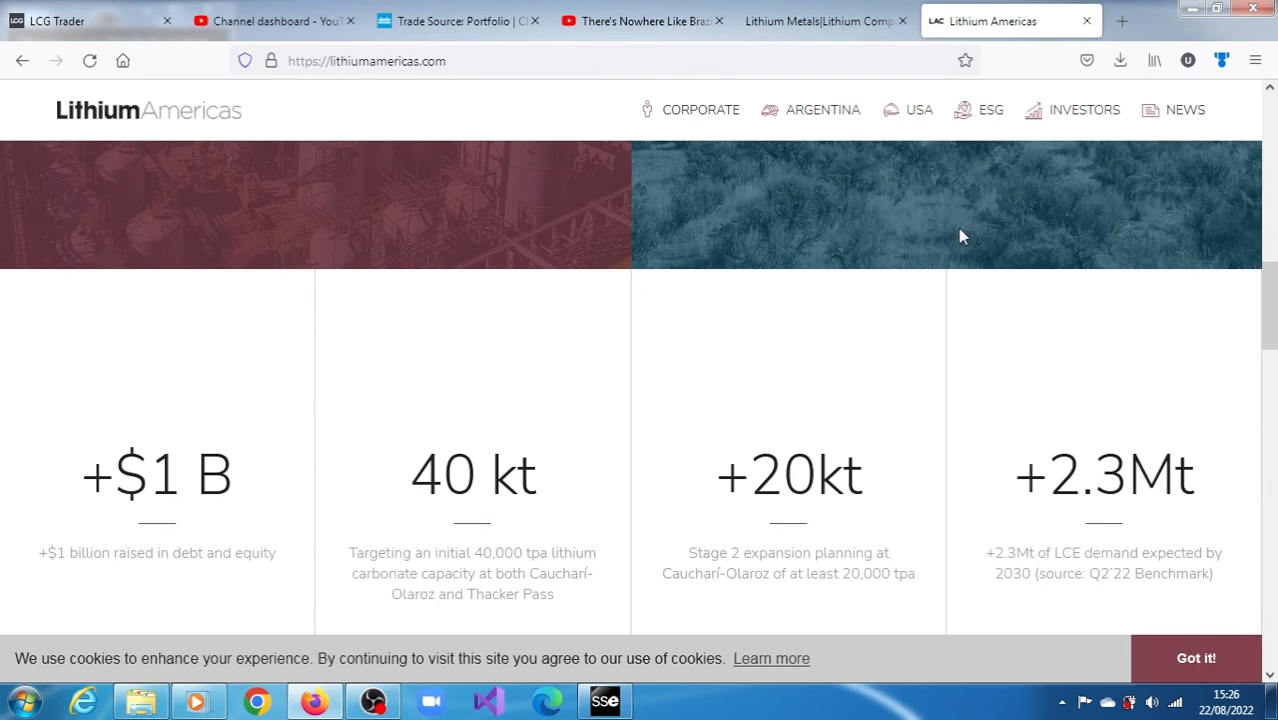 LCG Trader
Channel dashboard - YouT
Trade Source: Portfolio | C
There's Nowhere Like Brazi
Lithium Metals|Lithium Comp
LAC Lithium Americas
https://lithiumamericas.com
LithiumAmericas
CORPORATE
ARGENTINA
USA
ESG
INVESTORS
NEWS
+$1 B
+$1 billion raised in debt and equity
40 kt
Targeting an initial 40,000 tpa lithium
carbonate capacity at both Caucharí-
Olaroz and Thacker Pass
+20kt
Stage 2 expansion planning at
Caucharí-Olaroz of at least 20,000 tpa
+2.3Mt
+2.3Mt of LCE demand expected by
2030 (source: Q2'22 Benchmark)
We use cookies to enhance your experience. By continuing to visit this site you agree to our use of cookies. Learn more
Got it!
SSE
15:26
22/08/2022